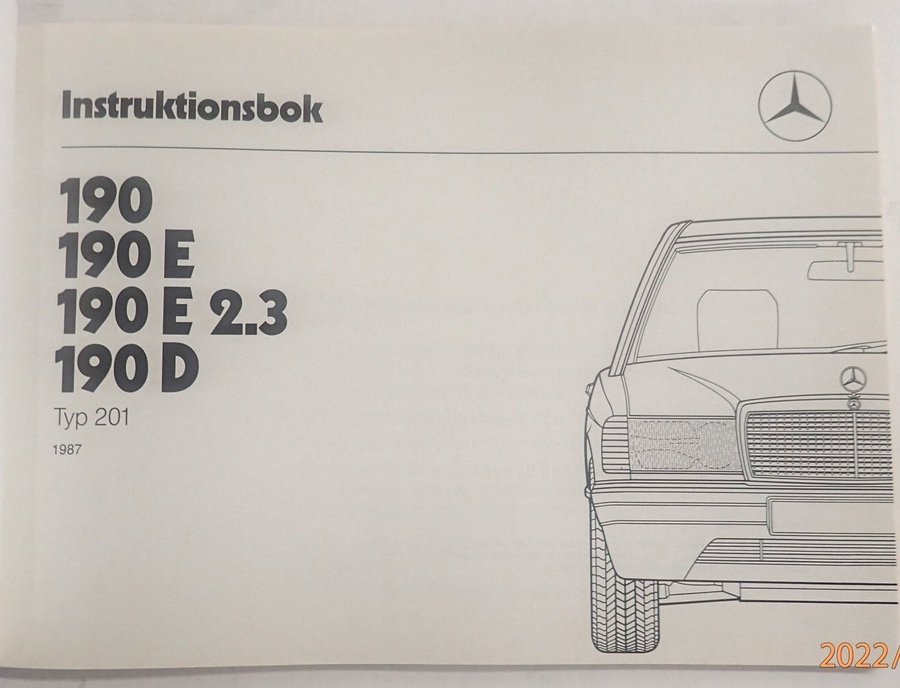 Instruktionsbok
190
190 E
190 E 2.3
190 D
Typ 201
1987
2022/